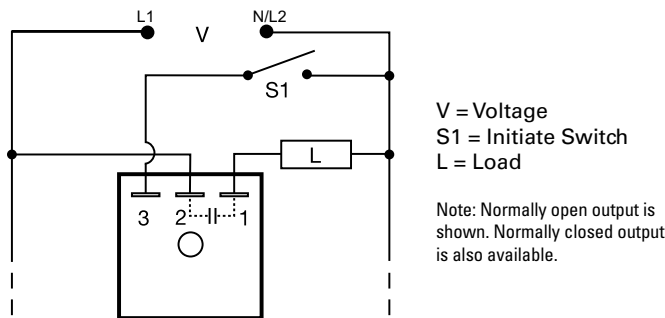 L1
V
N/L2
S1
L
3
2
1
V = Voltage
S1 = Initiate Switch
L = Load
Note: Normally open output is
shown. Normally closed output
is also available.